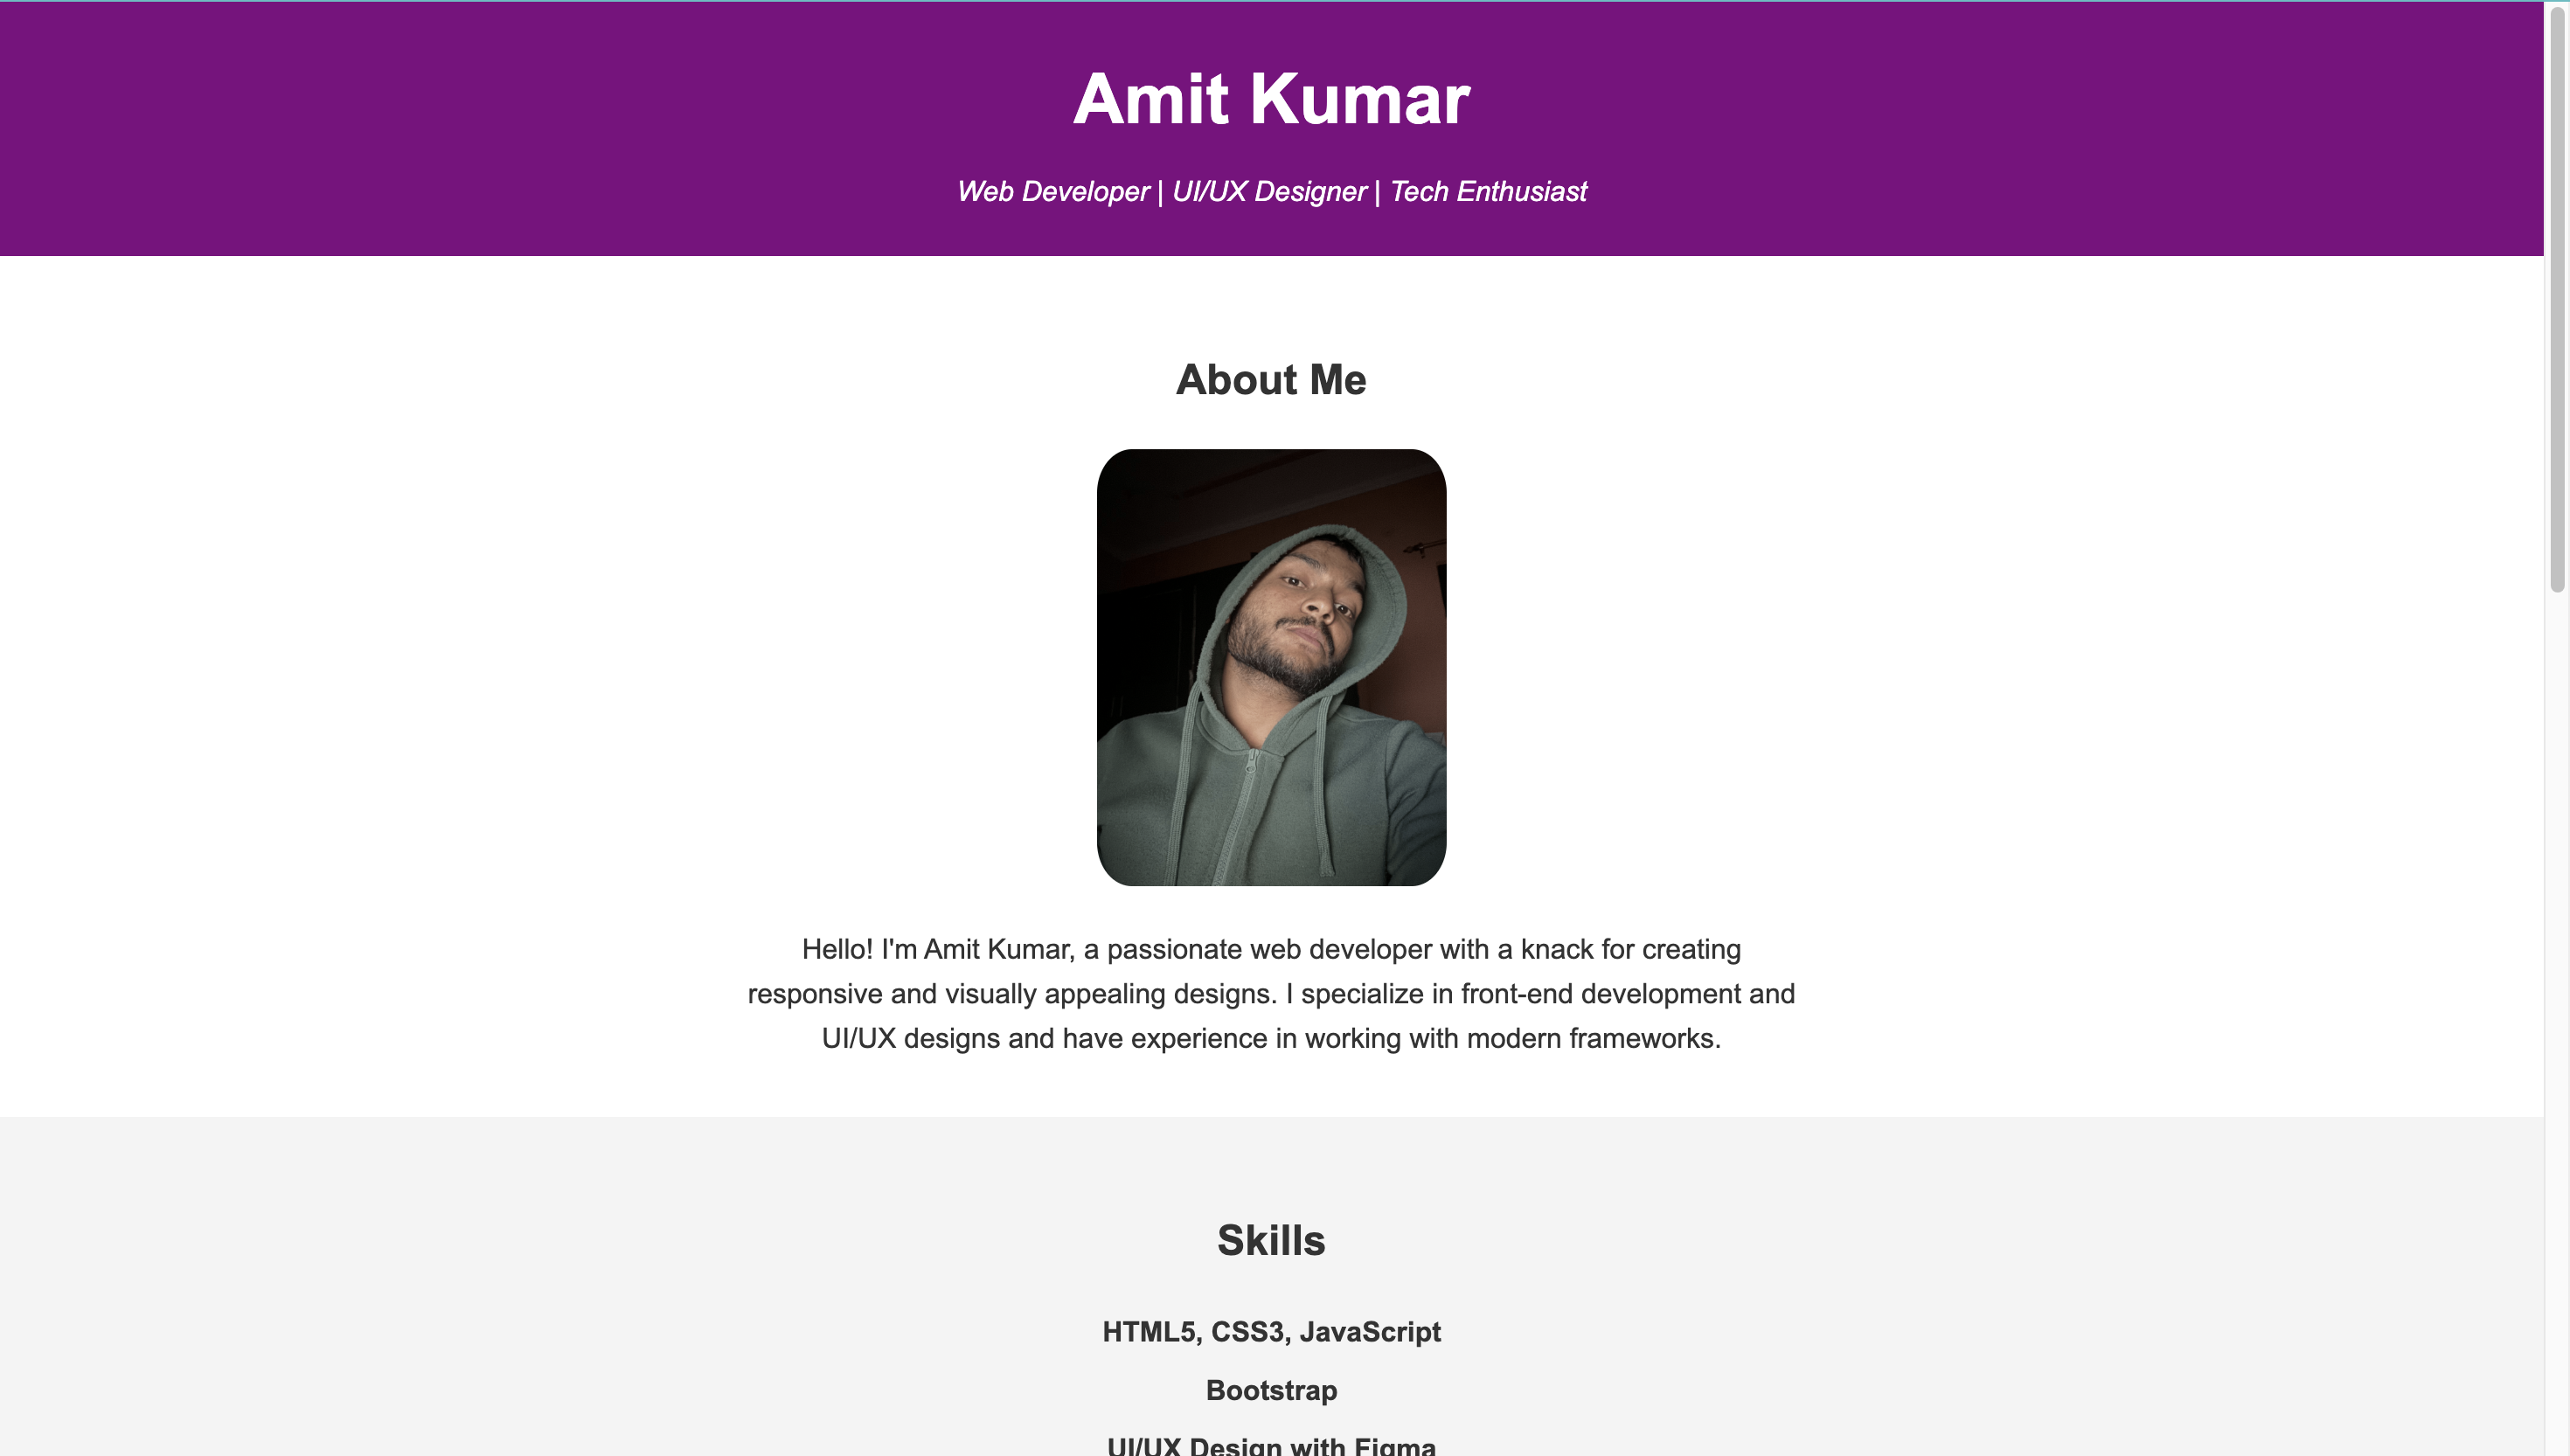 Amit Kumar
Web Developer | UI/UX Designer | Tech Enthusiast
About Me
Hello! I'm Amit Kumar, a passionate web developer with a knack for creating
responsive and visually appealing designs. I specialize in front-end development and
UI/UX designs and have experience in working with modern frameworks.
Skills
HTML5, CSS3, JavaScript
Bootstrap
UI/UX Design with Figma